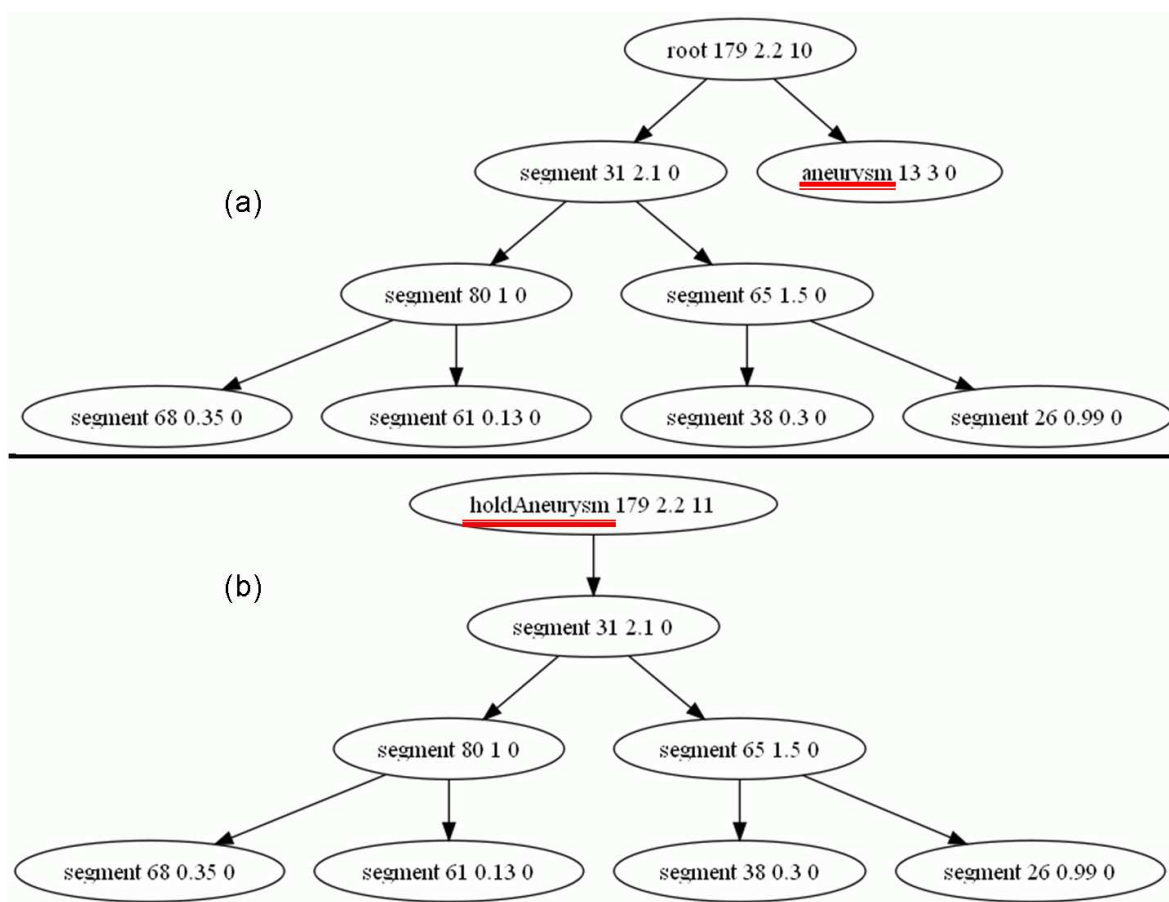 root 179 2.2 10
segment 31 2.1 0
aneurysm 13 3 0
(a)
segment 80 1 0
segment 65 1.5 0
segment 68 0.35 0
segment 61 0.13 0
segment 38 0.3 0
segment 26 0.99 0
holdAneurysm 179 2.2 11
(b)
segment 31 2.1 0
segment 80 1 0
segment 65 1.5 0
segment 68 0.35 0
segment 61 0.13 0
segment 38 0.3 0
segment 26 0.99 0